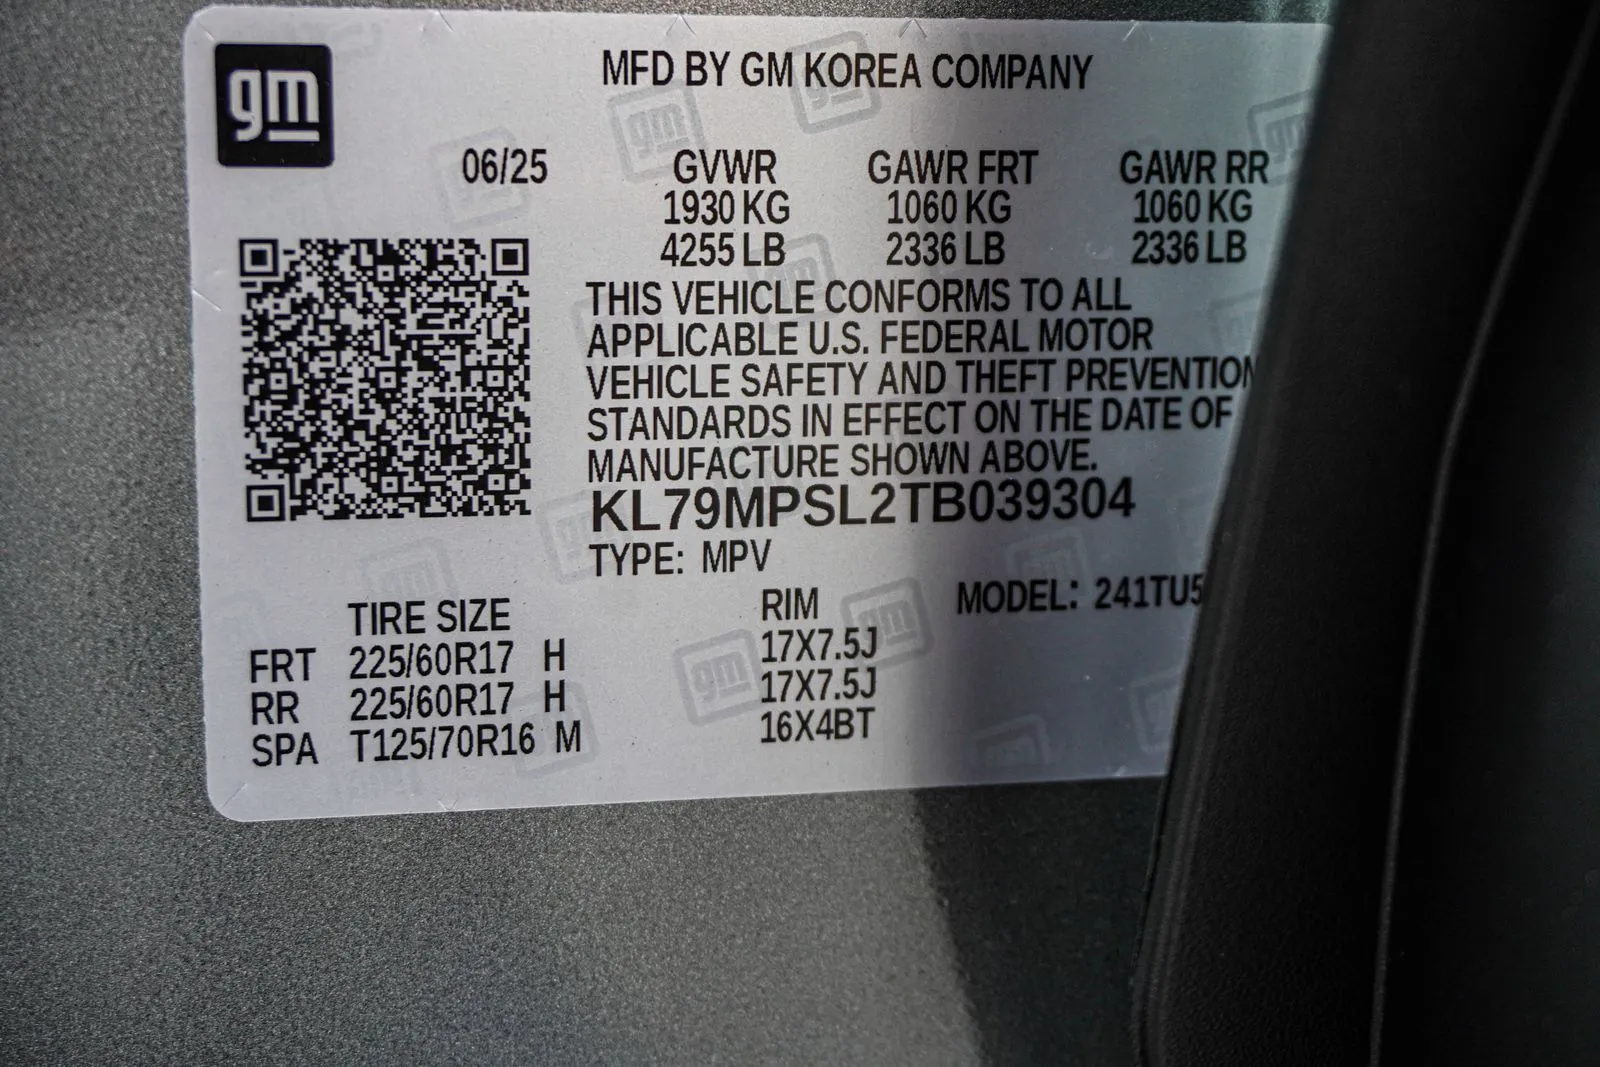 gm
MFD BY GM KOREA COMPANY
06/25 GVWR GAWR FRT GAWR RR
1930 KG 1060 KG 1060 KG
4255 LB 2336 LB 2336 LB
THIS VEHICLE CONFORMS TO ALL
APPLICABLE U.S. FEDERAL MOTOR
VEHICLE SAFETY AND THEFT PREVENTION
STANDARDS IN EFFECT ON THE DATE OF
MANUFACTURE SHOWN ABOVE.
KL79MPSL2TB039304
TYPE: MPV
TIRE SIZE RIM MODEL: 241TU5
FRT 225/60R17 H 17X7.5J
RR 225/60R17 H 17X7.5J
SPA T125/70R16 M 16X4BT